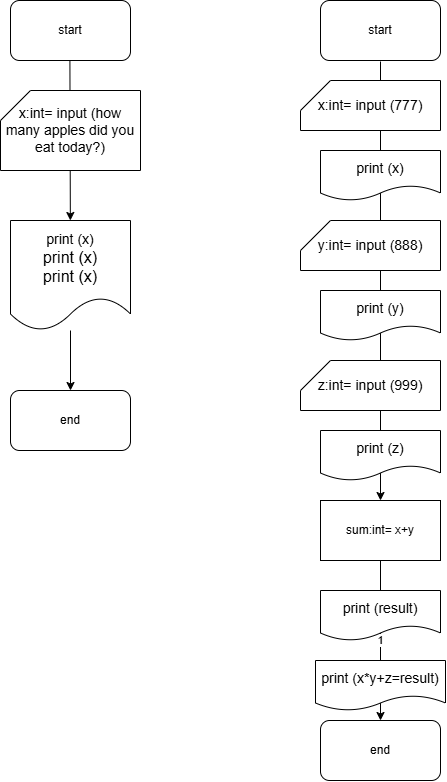 start
x:int= input (how
many apples did you
eat today?)
print (x)
print (x)
print (x)
end
start
x:int= input (777)
print (x)
y:int= input (888)
print (y)
z:int= input (999)
print (z)
sum:int= x+y
print (result)
1
print (x*y+z=result)
end